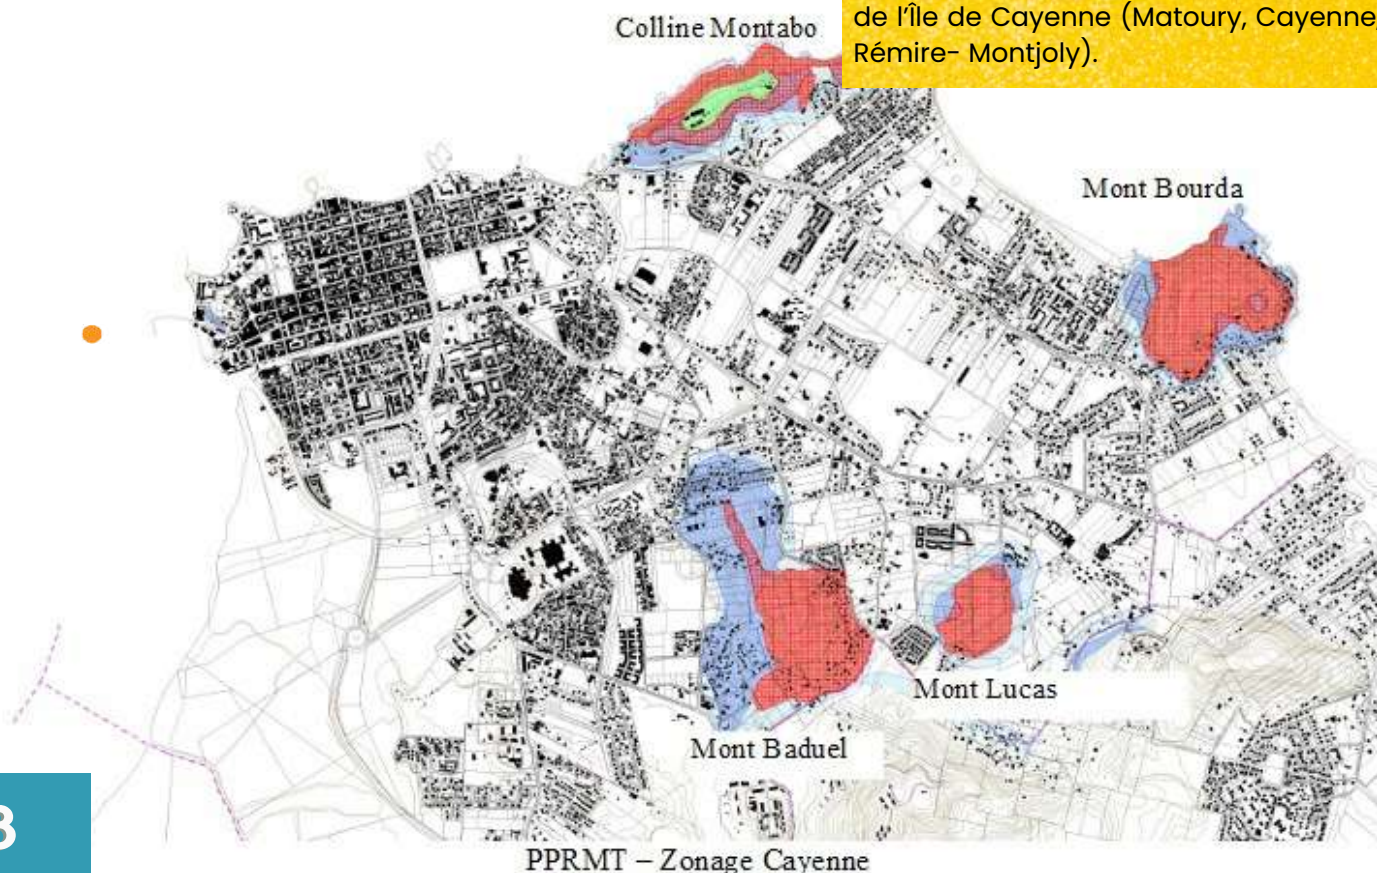 de l’Île de Cayenne (Matoury, Cayenne,
Rémire- Montjoly).
Colline Montabo
Mont Bourda
Mont Lucas
Mont Baduel
PPRMT – Zonage Cayenne